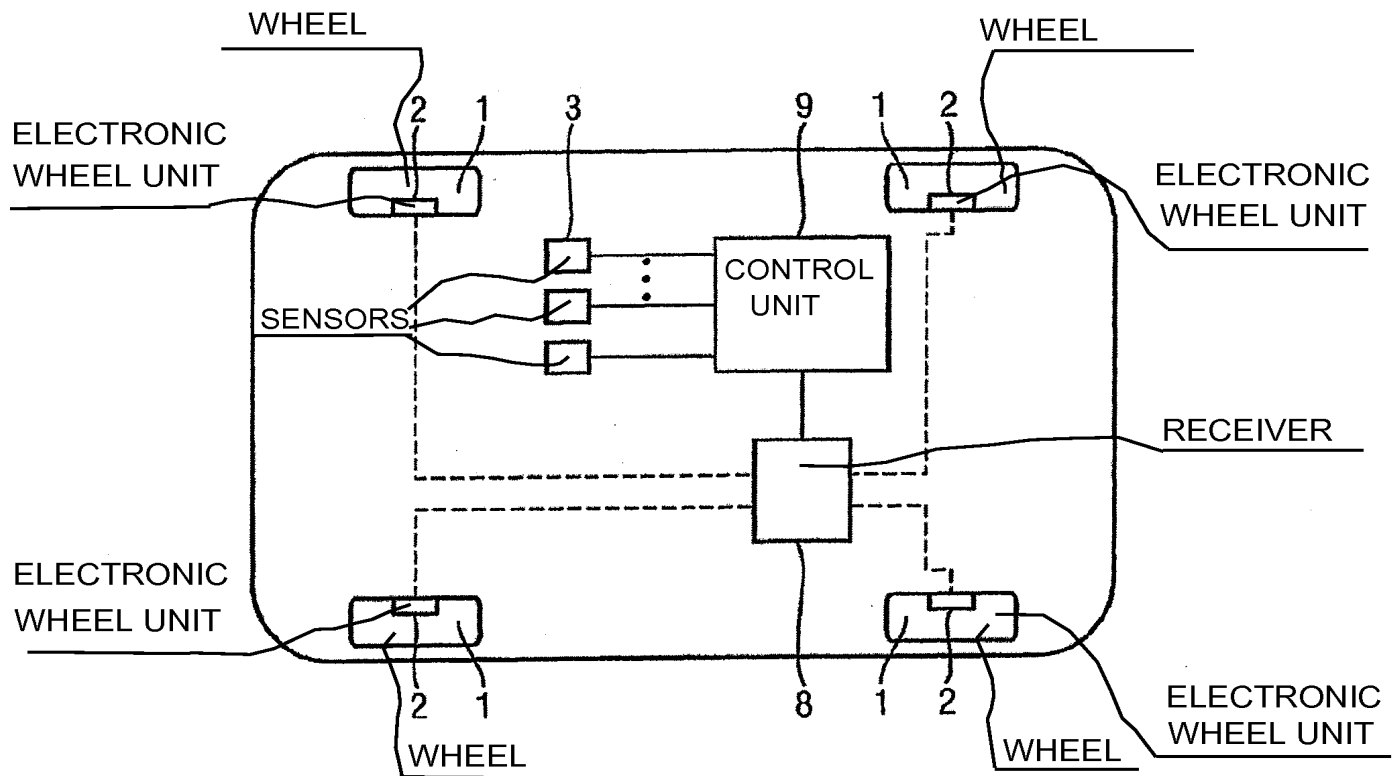 WHEEL
WHEEL
2
1
3
9
1
2
ELECTRONIC
WHEEL UNIT
ELECTRONIC
WHEEL UNIT
CONTROL
UNIT
SENSORS
RECEIVER
ELECTRONIC
WHEEL UNIT
2
1
8
1
2
ELECTRONIC
WHEEL UNIT
WHEEL
WHEEL